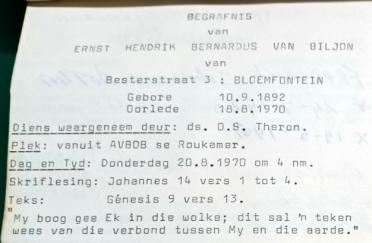 BEGRAFNIS
van
ERNST HENDRIK BERNARDUS VAN BILJON
van
Besterstraat 3 : BLOEMFONTEIN
Gebore 10.9.1892
Oorlede 18.8.1970
Diens waargeneem deur: ds. O.S. Theron.
Plek: vanuit AVBOB se Roukamer.
Dag en Tyd: Donderdag 20.8.1970 om 4 nm.
Skriflesing: Johannes 14 vers 1 tot 4.
Teks: Génesis 9 vers 13.
"My boog gee Ek in die wolke; dit sal 'n teken
wees van die verbond tussen My en die aarde."